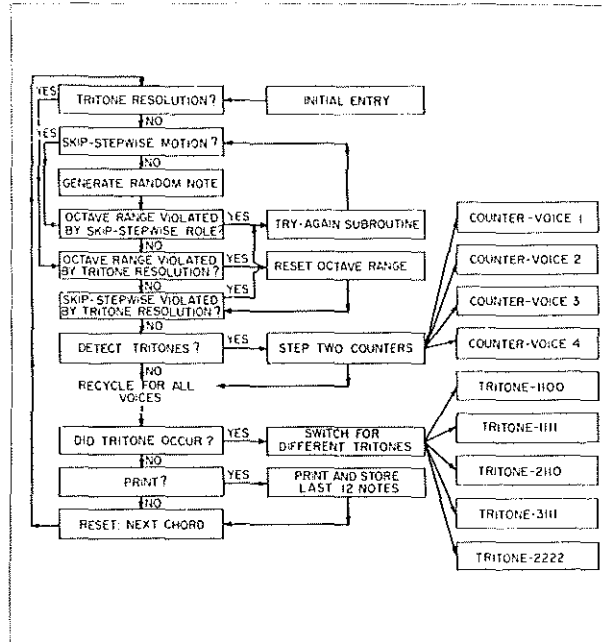 YES
TRITONE RESOLUTION?
INITIAL ENTRY
NO
YES
SKIP-STEPWISE MOTION?
NO
GENERATE RANDOM NOTE
OCTAVE RANGE VIOLATED
BY SKIP-STEPWISE ROLE?
YES
TRY-AGAIN SUBROUTINE
NO
OCTAVE RANGE VIOLATED
BY TRITONE RESOLUTION?
YES
RESET OCTAVE RANGE
NO
SKIP-STEPWISE VIOLATED
BY TRITONE RESOLUTION?
YES
NO
DETECT TRITONES?
YES
STEP TWO COUNTERS
COUNTER-VOICE 1
COUNTER-VOICE 2
COUNTER-VOICE 3
COUNTER-VOICE 4
NO
RECYCLE FOR ALL
VOICES
DID TRITONE OCCUR?
YES
SWITCH FOR
DIFFERENT TRITONES
TRITONE-1100
TRITONE-1111
TRITONE-2110
TRITONE-3111
TRITONE-2222
NO
PRINT?
YES
PRINT AND STORE
LAST 12 NOTES
NO
RESET: NEXT CHORD